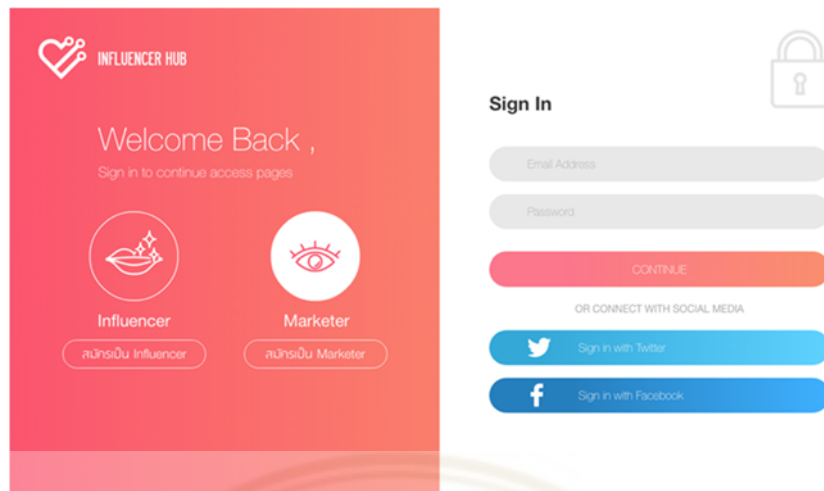 INFLUENCER HUB
Welcome Back ,
Sign in to continue access pages
Influencer
Marketer
สมัครเป็น Influencer
สมัครเป็น Marketer
Sign In
Email Address
Password
CONTINUE
OR CONNECT WITH SOCIAL MEDIA
Sign in with Twitter
Sign in with Facebook